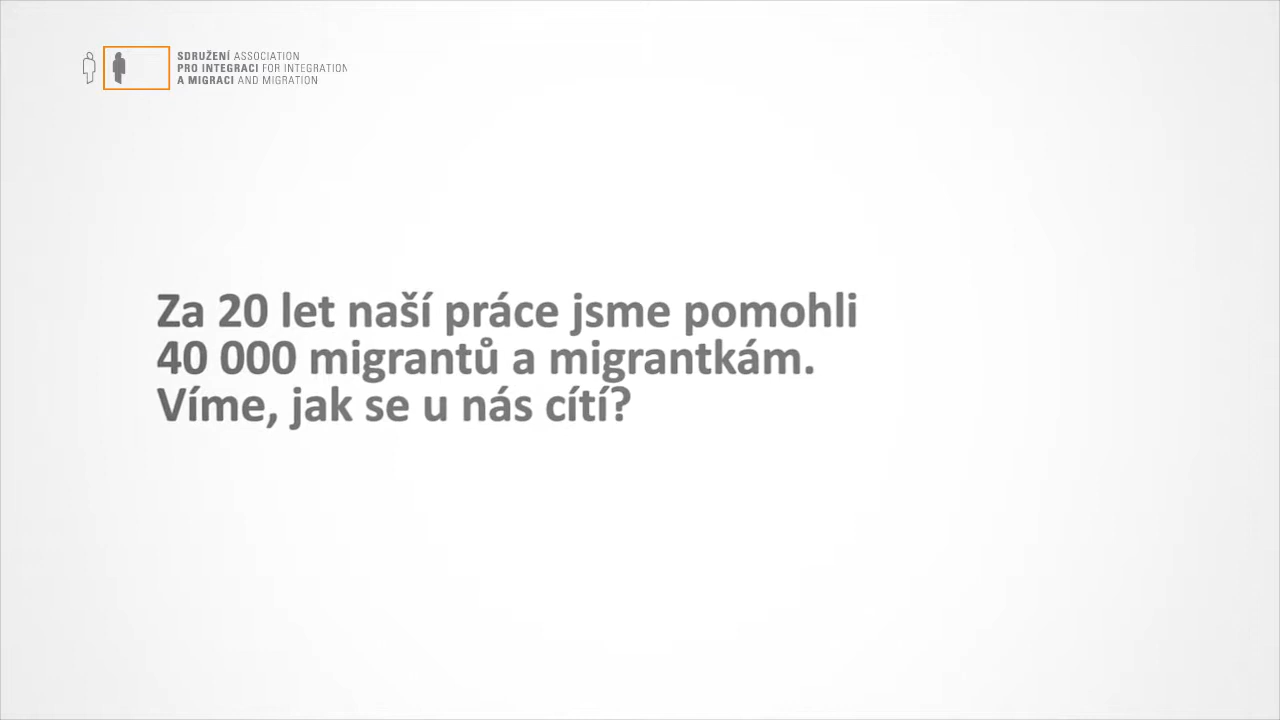 SDRUŽENÍ ASSOCIATION
PRO INTEGRACI FOR INTEGRATION
A MIGRACI AND MIGRATION
Za 20 let naší práce jsme pomohli
40 000 migrantů a migrantkám.
Víme, jak se u nás cítí?